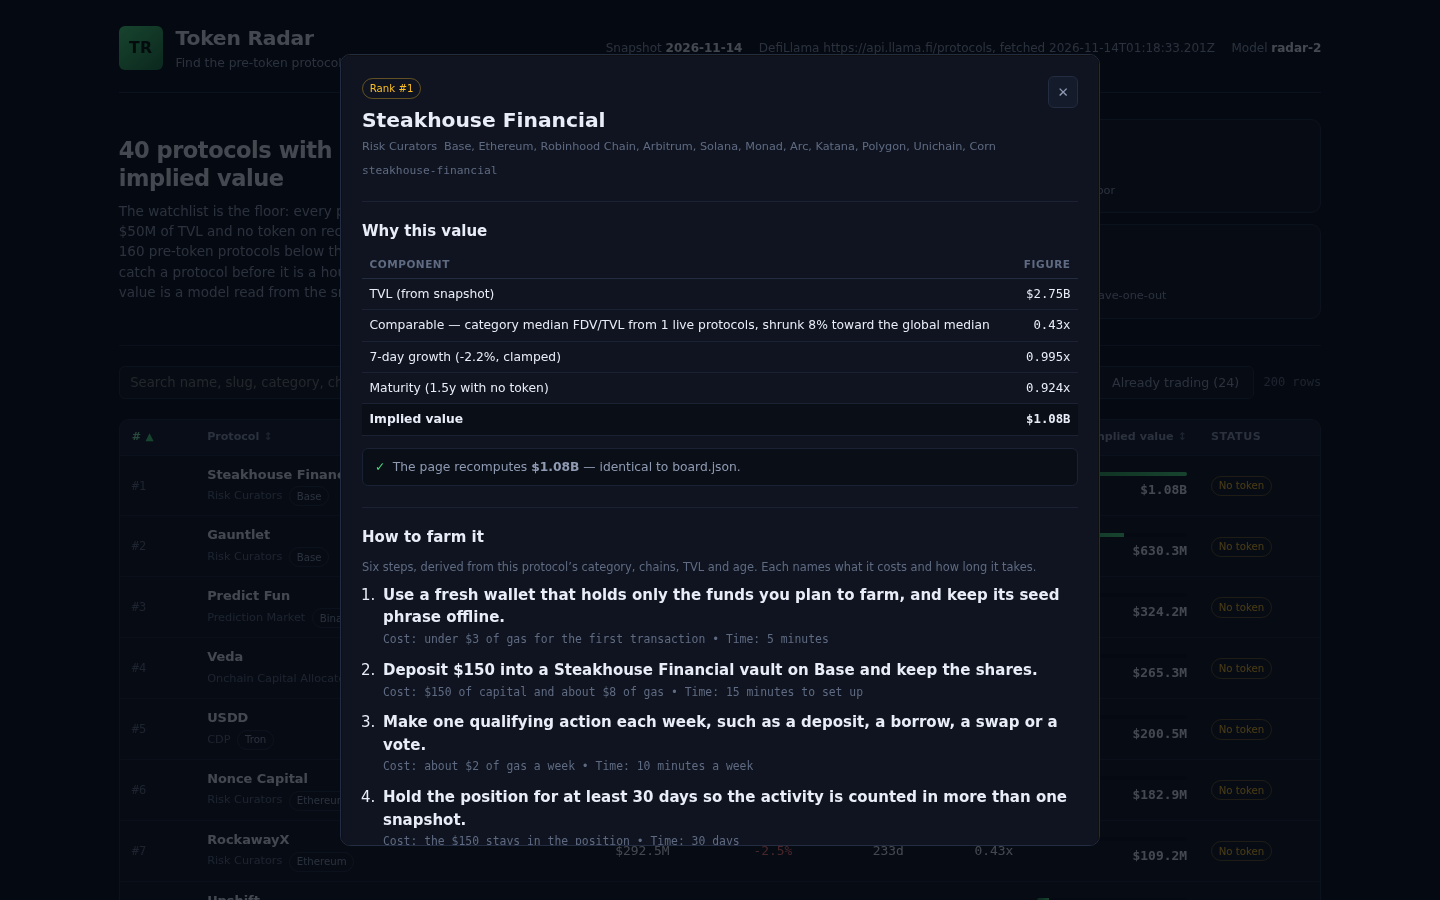 TR
Token Radar
Find the pre-token protocol
Snapshot 2026-11-14 DefiLlama https://api.llama.fi/protocols, fetched 2026-11-14T01:18:33.201Z Model radar-2
40 protocols with
implied value
The watchlist is the floor: every
$50M of TVL and no token on
160 pre-token protocols below
catch a protocol before it is a
value is a model read from the
Search name, slug, category,
Already trading (24)
200 rows
# ▲ Protocol ↕
implied value ↕ STATUS
#1
Steakhouse
Risk Curators Base
$1.08B
No token
#2
Gauntlet
Risk Curators Base
$630.3M
No token
#3
Predict Fun
Prediction Market
$324.2M
No token
#4
Veda
Onchain Capital
$265.3M
No token
#5
USDD
CDP Tron
$200.5M
No token
#6
Nonce Capital
Risk Curators
$182.9M
No token
#7
RockawayX
Risk Curators Ethereum
$292.5M -2.5% 233d 0.43x
$109.2M
No token
Rank #1
✕
Steakhouse Financial
Risk Curators Base, Ethereum, Robinhood Chain, Arbitrum, Solana, Monad, Arc, Katana, Polygon, Unichain, Corn
steakhouse-financial
Why this value
COMPONENT FIGURE
TVL (from snapshot) $2.75B
Comparable — category median FDV/TVL from 1 live protocols, shrunk 8% toward the global median 0.43x
7-day growth (-2.2%, clamped) 0.995x
Maturity (1.5y with no token) 0.924x
Implied value $1.08B
✓ The page recomputes $1.08B — identical to board.json.
How to farm it
Six steps, derived from this protocol’s category, chains, TVL and age. Each names what it costs and how long it takes.
1. Use a fresh wallet that holds only the funds you plan to farm, and keep its seed
phrase offline.
Cost: under $3 of gas for the first transaction • Time: 5 minutes
2. Deposit $150 into a Steakhouse Financial vault on Base and keep the shares.
Cost: $150 of capital and about $8 of gas • Time: 15 minutes to set up
3. Make one qualifying action each week, such as a deposit, a borrow, a swap or a
vote.
Cost: about $2 of gas a week • Time: 10 minutes a week
4. Hold the position for at least 30 days so the activity is counted in more than one
snapshot.
Cost: the $150 stays in the position • Time: 30 days